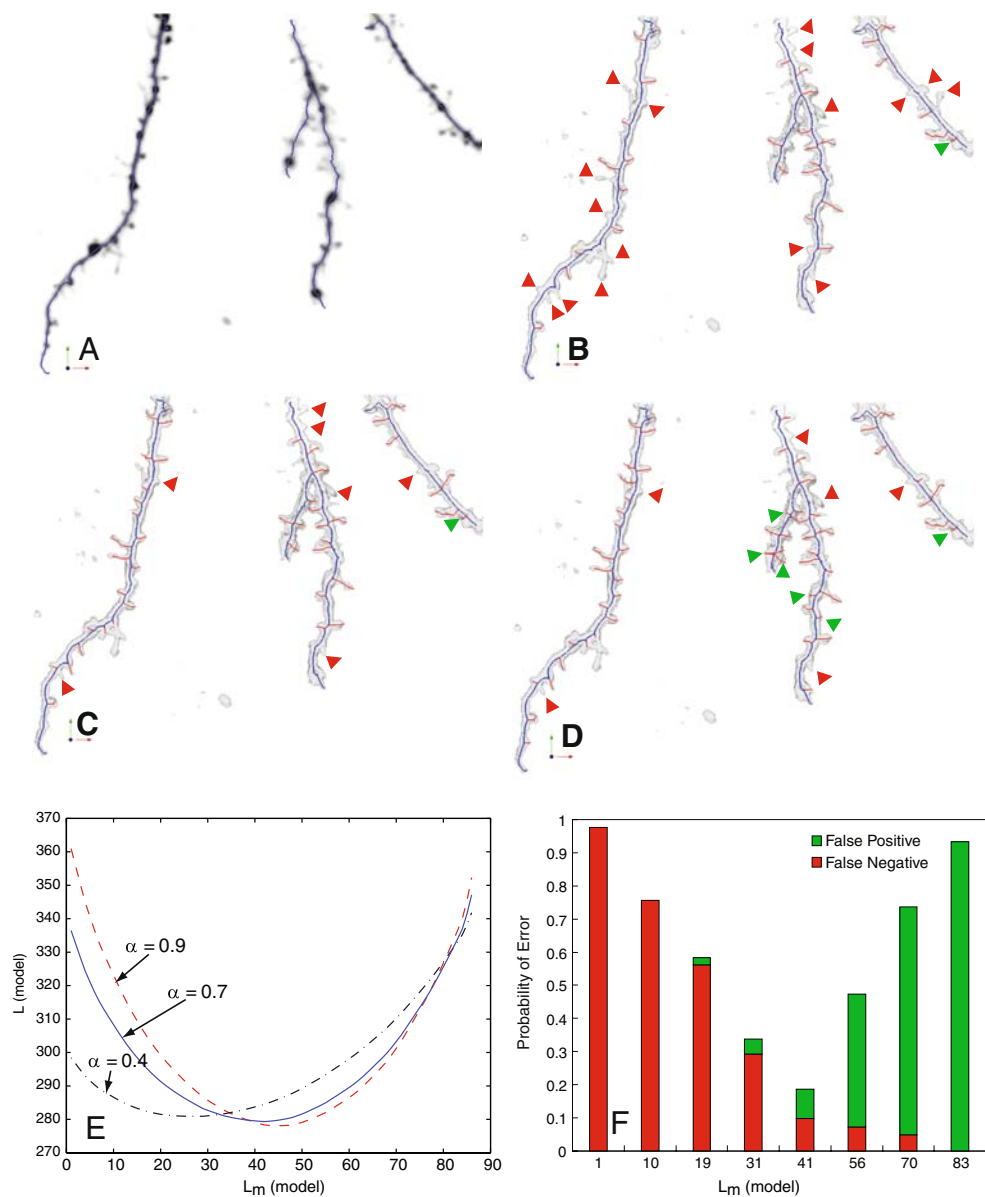 A
B
C
D
370
360
350
340
330
320
310
300
290
280
270
L (model)
α = 0.9
α = 0.7
α = 0.4
E
0 10 20 30 40 50 60 70 80 90
Lm (model)
1
0.9
0.8
0.7
0.6
0.5
0.4
0.3
0.2
0.1
0
Probability of Error
False Positive
False Negative
F
1 10 19 31 41 56 70 83
Lm (model)